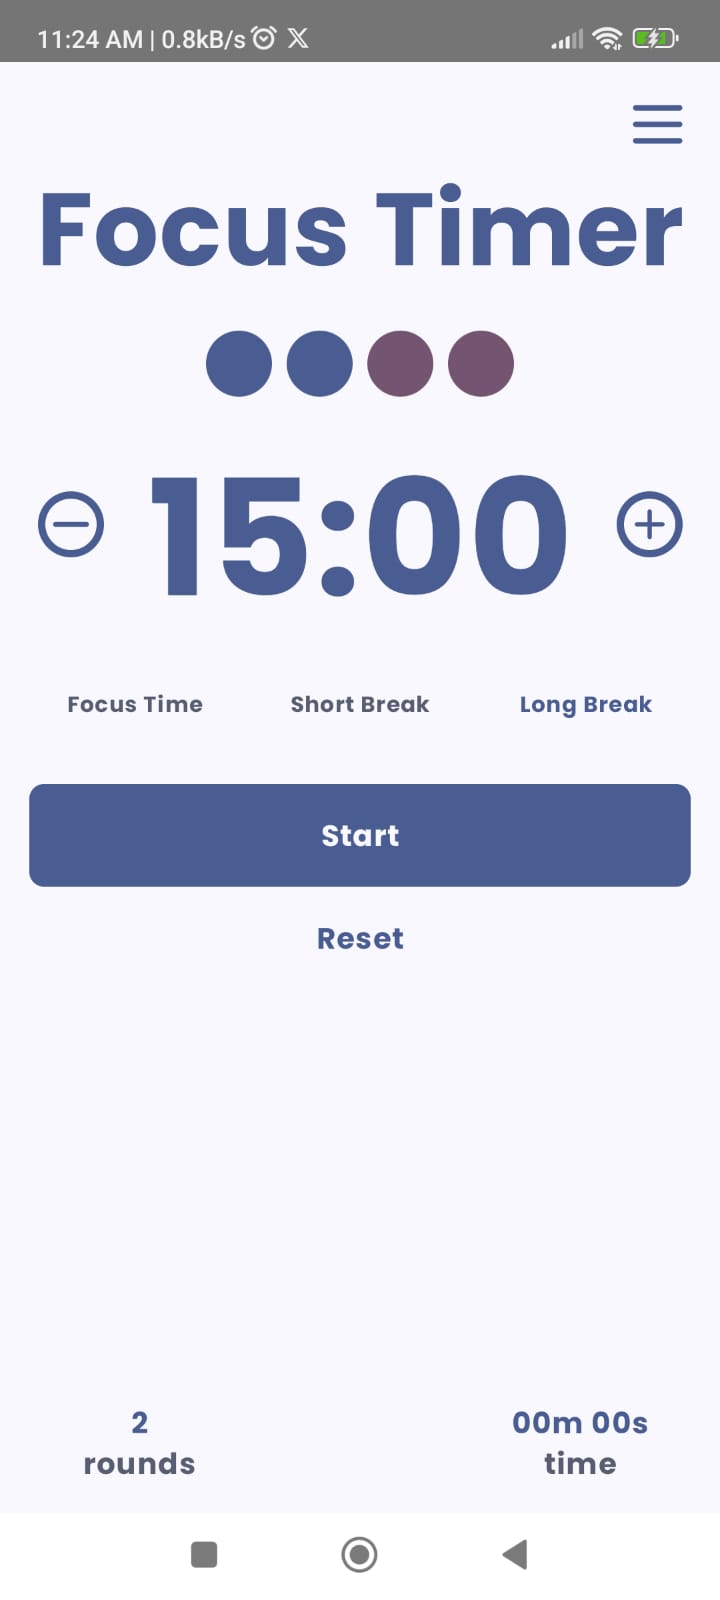 11:24 AM | 0.8kB/s
Focus Timer
15:00
Focus Time Short Break Long Break
Start
Reset
2 00m 00s
rounds time